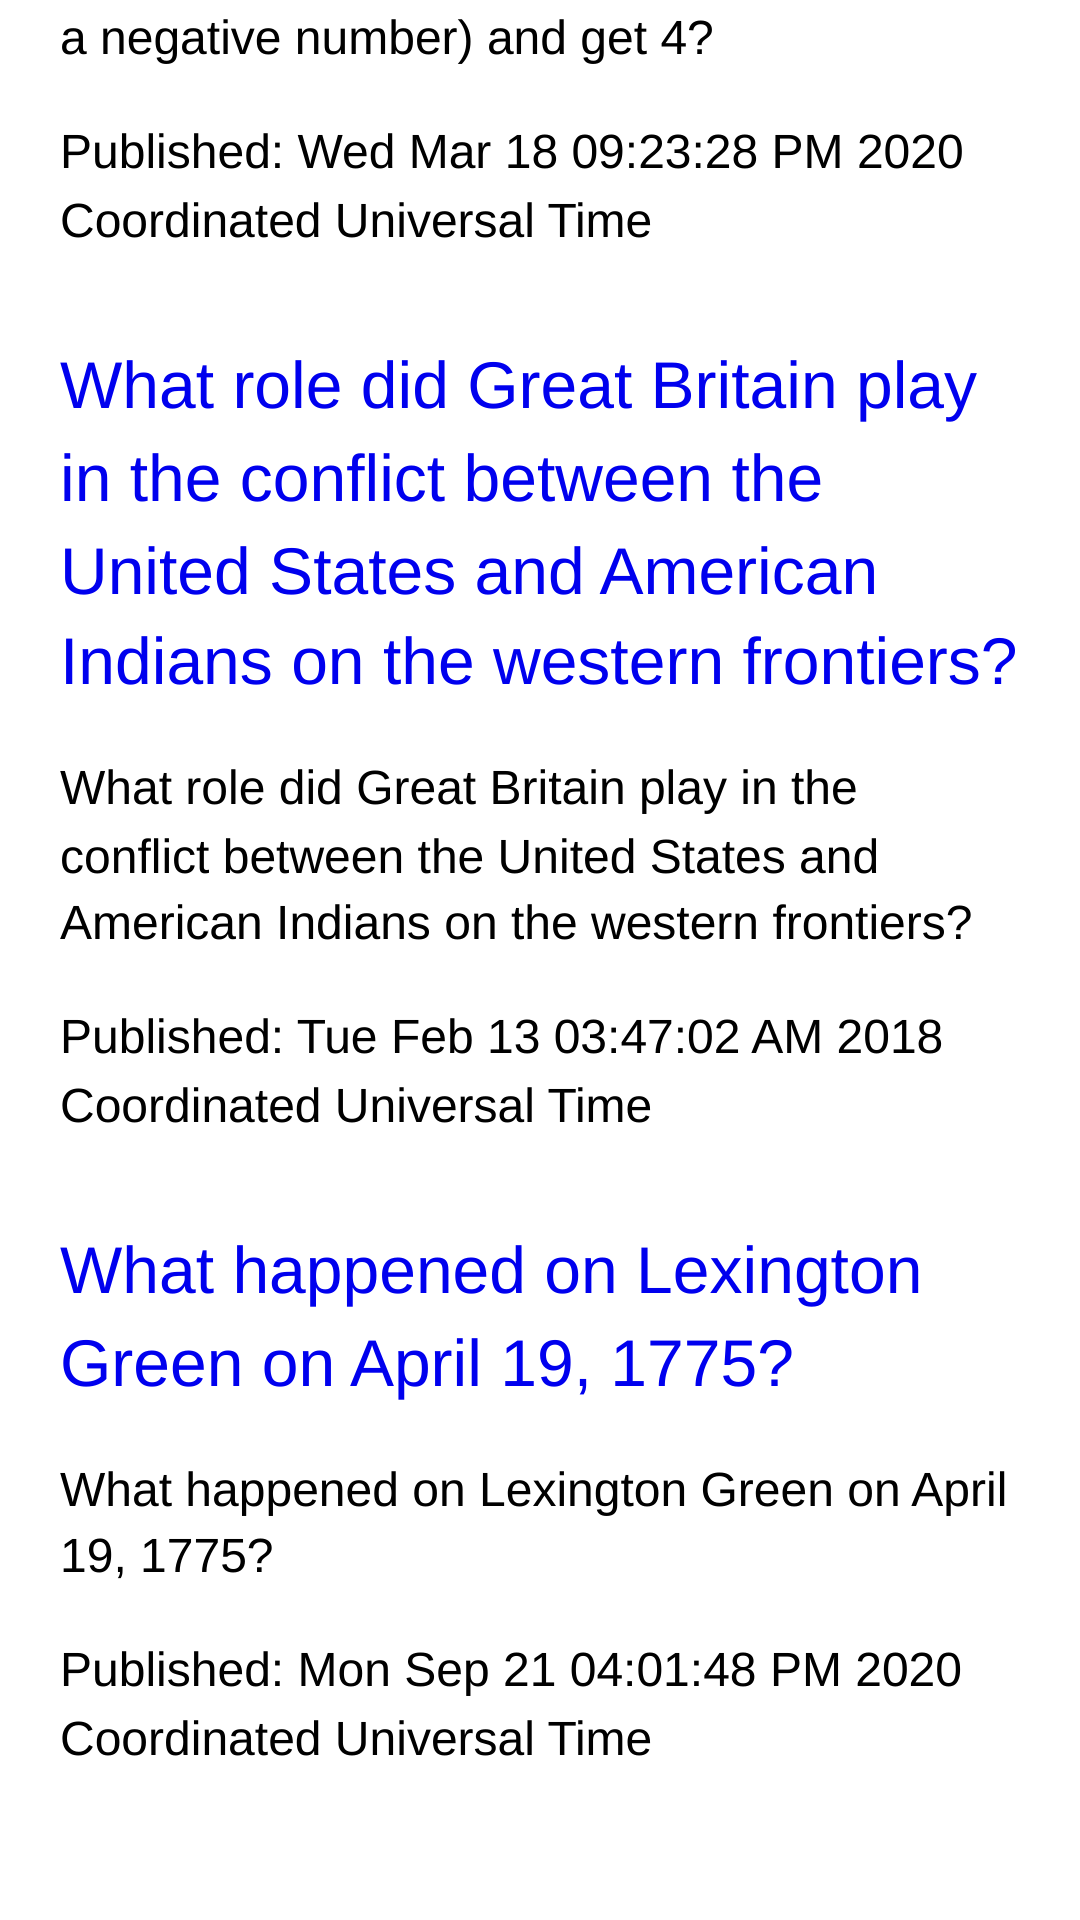 a negative number) and get 4?
Published: Wed Mar 18 09:23:28 PM 2020
Coordinated Universal Time
What role did Great Britain play
in the conflict between the
United States and American
Indians on the western frontiers?
What role did Great Britain play in the
conflict between the United States and
American Indians on the western frontiers?
Published: Tue Feb 13 03:47:02 AM 2018
Coordinated Universal Time
What happened on Lexington
Green on April 19, 1775?
What happened on Lexington Green on April
19, 1775?
Published: Mon Sep 21 04:01:48 PM 2020
Coordinated Universal Time